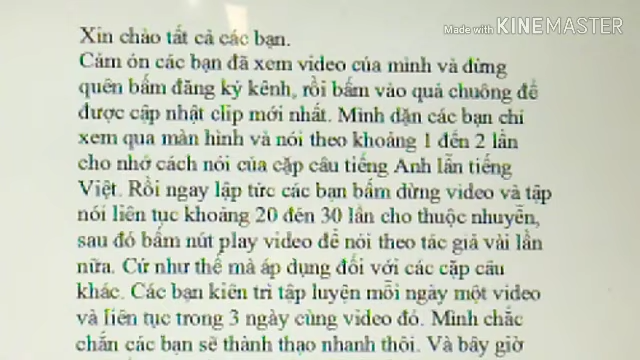 Made with KINEMASTER
Xin chào tất cả các bạn.
Cảm ón các bạn đã xem video của mình và đừng
quên bấm đăng ký kênh, rồi bấm vào quả chuông để
được cập nhật clip mới nhất. Mình dặn các bạn chỉ
xem qua màn hình và nói theo khoảng 1 đến 2 lần
cho nhớ cách nói của cặp câu tiếng Anh lẫn tiếng
Việt. Rồi ngay lập tức các bạn bấm dừng video và tập
nói liên tục khoảng 20 đến 30 lần cho thuộc nhuyễn,
sau đó bấm nút play video để nói theo tác giả vài lần
nữa. Cứ như thế mà áp dụng đối với các cặp câu
khác. Các bạn kiên trì tập luyện mỗi ngày một video
và liên tục trong 3 ngày cùng video đó. Mình chắc
chắn các bạn sẽ thành thạo nhanh thôi. Và bây giờ